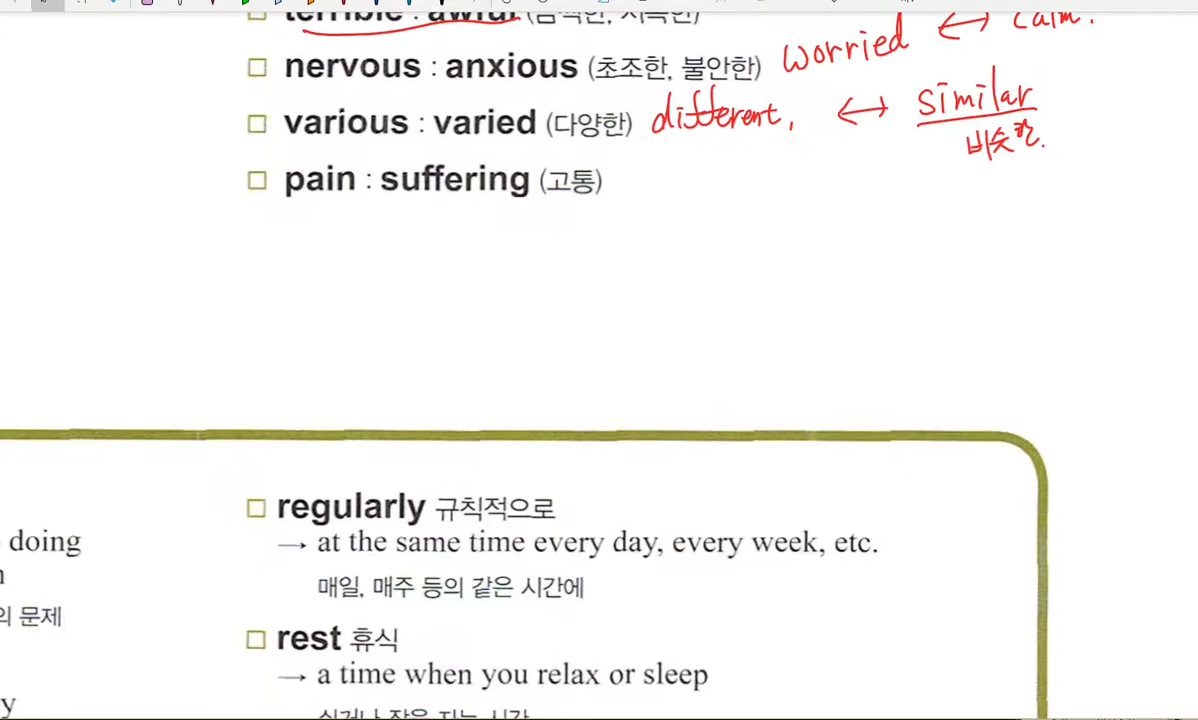 terrible : awful
calm.
nervous : anxious (초조한, 불안한) worried ↔
various : varied (다양한) different, ↔ similar
비슷한.
pain : suffering (고통)
regularly 규칙적으로
doing
→ at the same time every day, every week, etc.
매일, 매주 등의 같은 시간에
의 문제
rest 휴식
→ a time when you relax or sleep
y